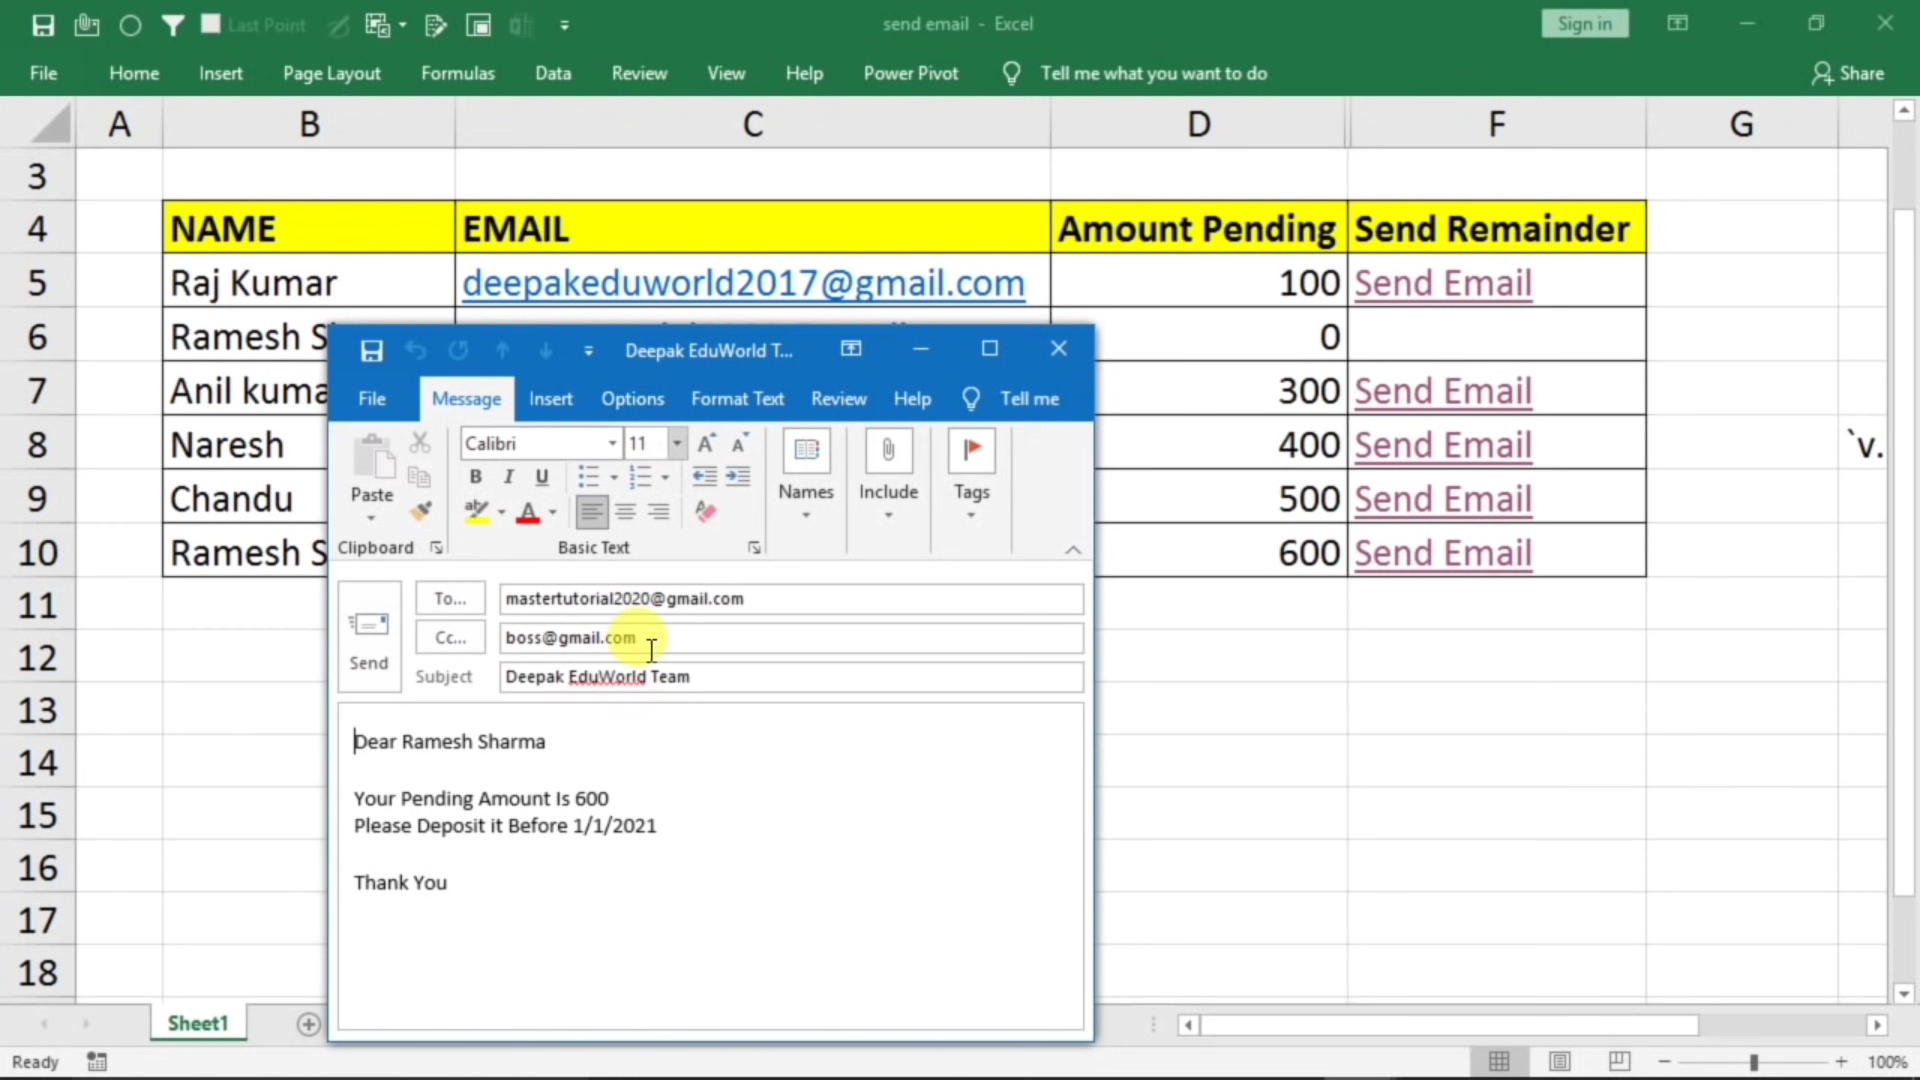 Last Point
send email - Excel
Sign in
File Home Insert Page Layout Formulas Data Review View Help Power Pivot Tell me what you want to do Share
A B C D F G
3
4 NAME EMAIL Amount Pending Send Remainder
5 Raj Kumar deepakeduworld2017@gmail.com 100 Send Email
6 Ramesh S 0
7 Anil kuma 300 Send Email
8 Naresh 400 Send Email `v.
9 Chandu 500 Send Email
10 Ramesh S 600 Send Email
11
12
13
14
15
16
17
18
Deepak EduWorld T...
File Message Insert Options Format Text Review Help Tell me
Calibri 11 A A
B I U
Paste
Names Include Tags
aby A
Clipboard Basic Text
To... mastertutorial2020@gmail.com
Cc... boss@gmail.com
Send
Subject Deepak EduWorld Team
Dear Ramesh Sharma
Your Pending Amount Is 600
Please Deposit it Before 1/1/2021
Thank You
Sheet1
Ready 100%